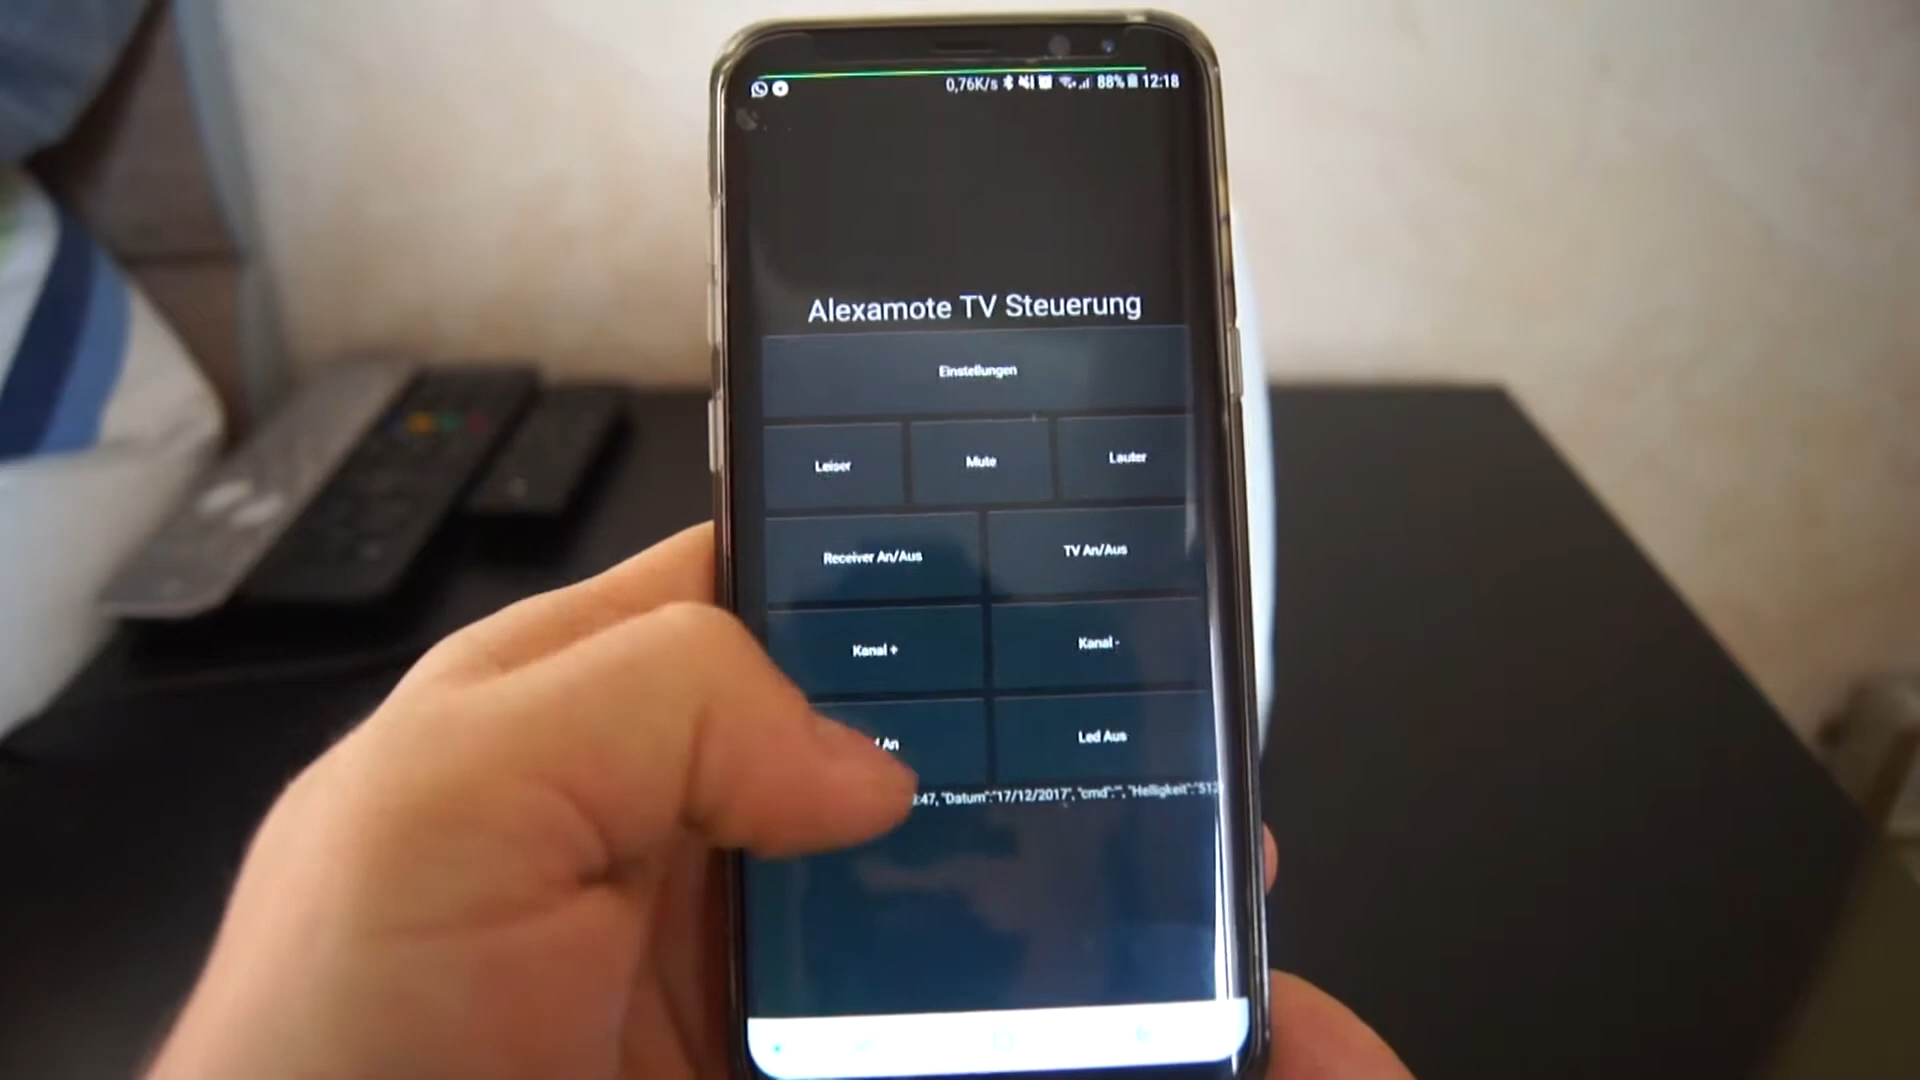 0,76K/s 88% 12:18
Alexamote TV Steuerung
Einstellungen
Leiser Mute Lauter
Receiver An/Aus TV An/Aus
Kanal + Kanal -
An Led Aus
:47, "Datum":"17/12/2017", "cmd":"", "Helligkeit":"512